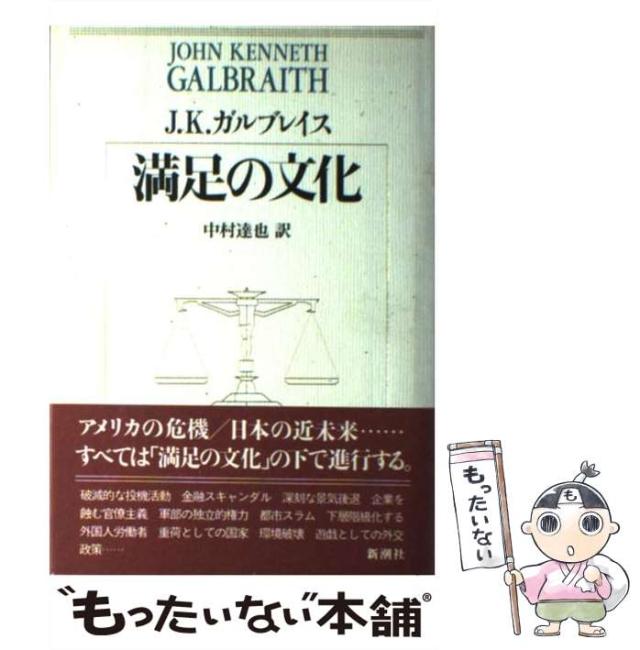 JOHN KENNETH
GALBRAITH
J.K.ガルブレイス
満足の文化
中村達也 訳
アメリカの危機/日本の近未来……
すべては「満足の文化」の下で進行する。
破滅的な投機活動 金融スキャンダル 深刻な景気後退 企業を
蝕む官僚主義 軍部の独立的権力 都市スラム 下層階級化する
外国人労働者 重荷としての国家 環境破壊 遊戯としての外交
政策……
新潮社
"もったいない"本舗®
もったいない
も